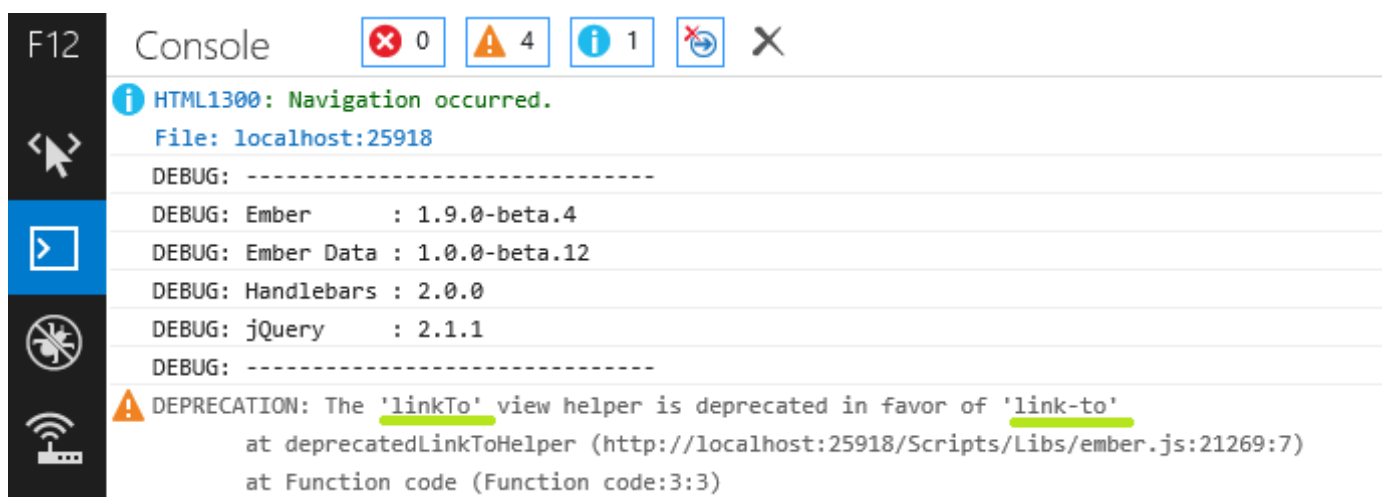 F12 Console 0 4 1
HTML1300: Navigation occurred.
File: localhost:25918
DEBUG: -------------------------------
DEBUG: Ember      : 1.9.0-beta.4
DEBUG: Ember Data : 1.0.0-beta.12
DEBUG: Handlebars : 2.0.0
DEBUG: jQuery     : 2.1.1
DEBUG: -------------------------------
DEPRECATION: The 'linkTo' view helper is deprecated in favor of 'link-to'
at deprecatedLinkToHelper (http://localhost:25918/Scripts/Libs/ember.js:21269:7)
at Function code (Function code:3:3)